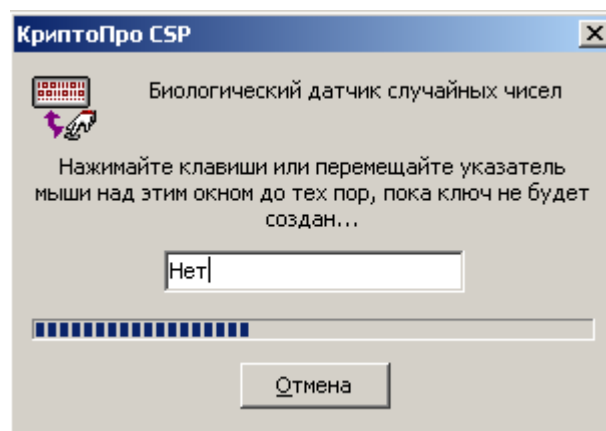 КриптоПро CSP
Биологический датчик случайных чисел
Нажимайте клавиши или перемещайте указатель
мыши над этим окном до тех пор, пока ключ не будет
создан...
Нет
Отмена